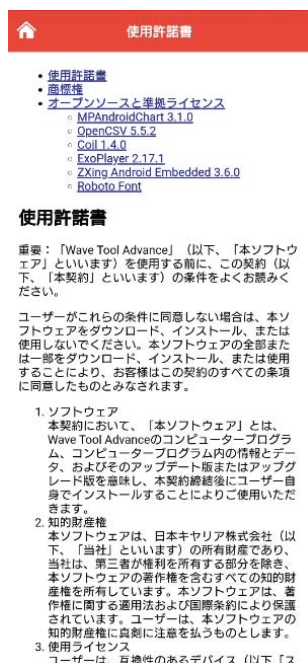 使用許諾書
使用許諾書
商標権
オープンソースと準拠ライセンス
MPAndroidChart 3.1.0
OpenCSV 5.5.2
Coil 1.4.0
ExoPlayer 2.17.1
ZXing Android Embedded 3.6.0
Roboto Font
使用許諾書
重要：「Wave Tool Advance」（以下、「本ソフトウ
ェア」といいます）を使用する前に、この契約（以
下、「本契約」といいます）の条件をよくお読みく
ださい。
ユーザーがこれらの条件に同意しない場合は、本ソ
フトウェアをダウンロード、インストール、または
使用しないでください。本ソフトウェアの全部また
は一部をダウンロード、インストール、または使用
することにより、お客様はこの契約のすべての条項
に同意したものとみなされます。
1. ソフトウェア
本契約において、「本ソフトウェア」とは、
Wave Tool Advanceのコンピュータープログラ
ム、コンピュータープログラム内の情報とデー
タ、およびそのアップデート版またはアップグ
レード版を意味し、本契約締結後にユーザー自
身でインストールすることによりご使用いただ
きます。
2. 知的財産権
本ソフトウェアは、日本キヤリア株式会社（以
下、「当社」といいます）の所有財産であり、
当社は、第三者が権利を所有する部分を除き、
本ソフトウェアの著作権を含むすべての知的財
産権を所有しています。本ソフトウェアは、著
作権に関する適用法および国際条約により保護
されています。ユーザーは、本ソフトウェアの
知的財産権に真剣に注意を払うものとします。
3. 使用ライセンス
ユーザーは、互換性のあるデバイス（以下「ス